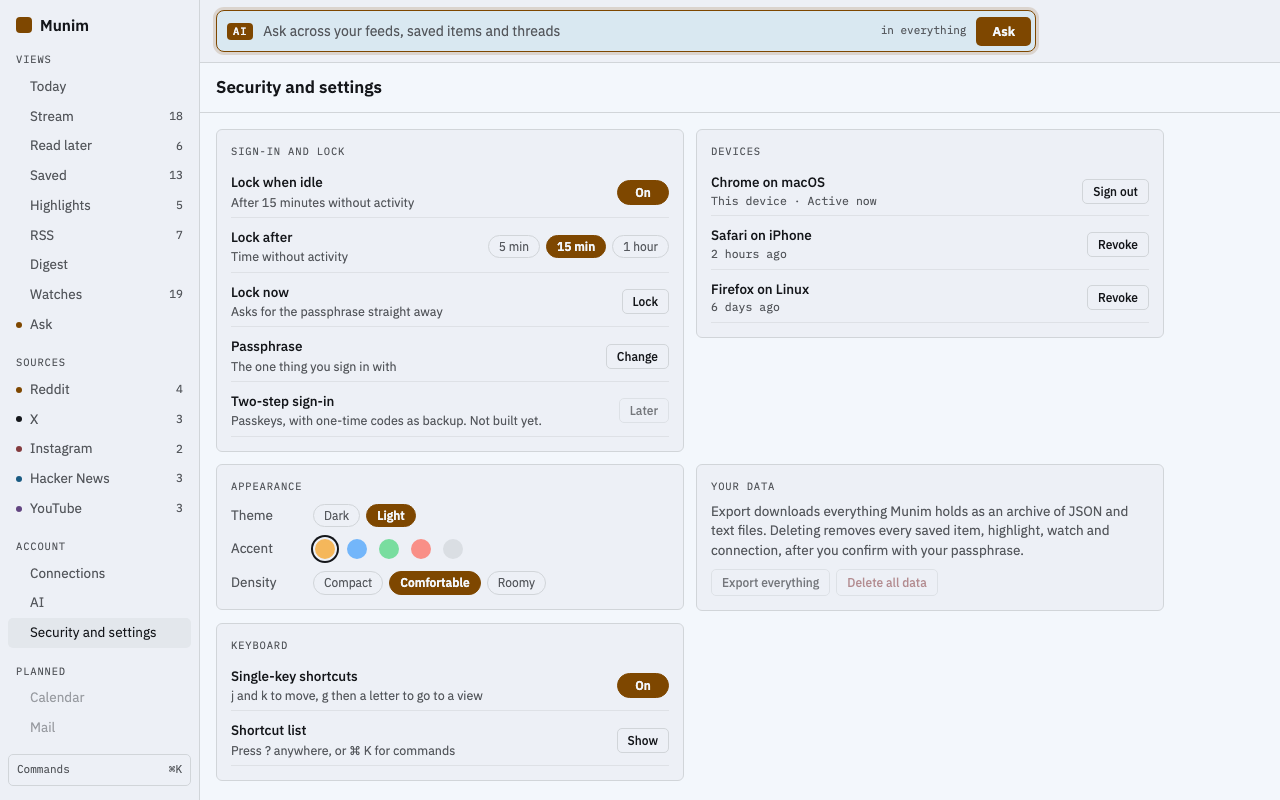 Munim
VIEWS
Today
Stream 18
Read later 6
Saved 13
Highlights 5
RSS 7
Digest
Watches 19
Ask
SOURCES
Reddit 4
X 3
Instagram 2
Hacker News 3
YouTube 3
ACCOUNT
Connections
AI
Security and settings
PLANNED
Calendar
Mail
Commands ⌘K
AI Ask across your feeds, saved items and threads in everything Ask
Security and settings
SIGN-IN AND LOCK
Lock when idle
After 15 minutes without activity
On
Lock after
Time without activity
5 min 15 min 1 hour
Lock now
Asks for the passphrase straight away
Lock
Passphrase
The one thing you sign in with
Change
Two-step sign-in
Passkeys, with one-time codes as backup. Not built yet.
Later
DEVICES
Chrome on macOS
This device · Active now
Sign out
Safari on iPhone
2 hours ago
Revoke
Firefox on Linux
6 days ago
Revoke
APPEARANCE
Theme Dark Light
Accent
Density Compact Comfortable Roomy
YOUR DATA
Export downloads everything Munim holds as an archive of JSON and
text files. Deleting removes every saved item, highlight, watch and
connection, after you confirm with your passphrase.
Export everything Delete all data
KEYBOARD
Single-key shortcuts
j and k to move, g then a letter to go to a view
On
Shortcut list
Press ? anywhere, or ⌘ K for commands
Show